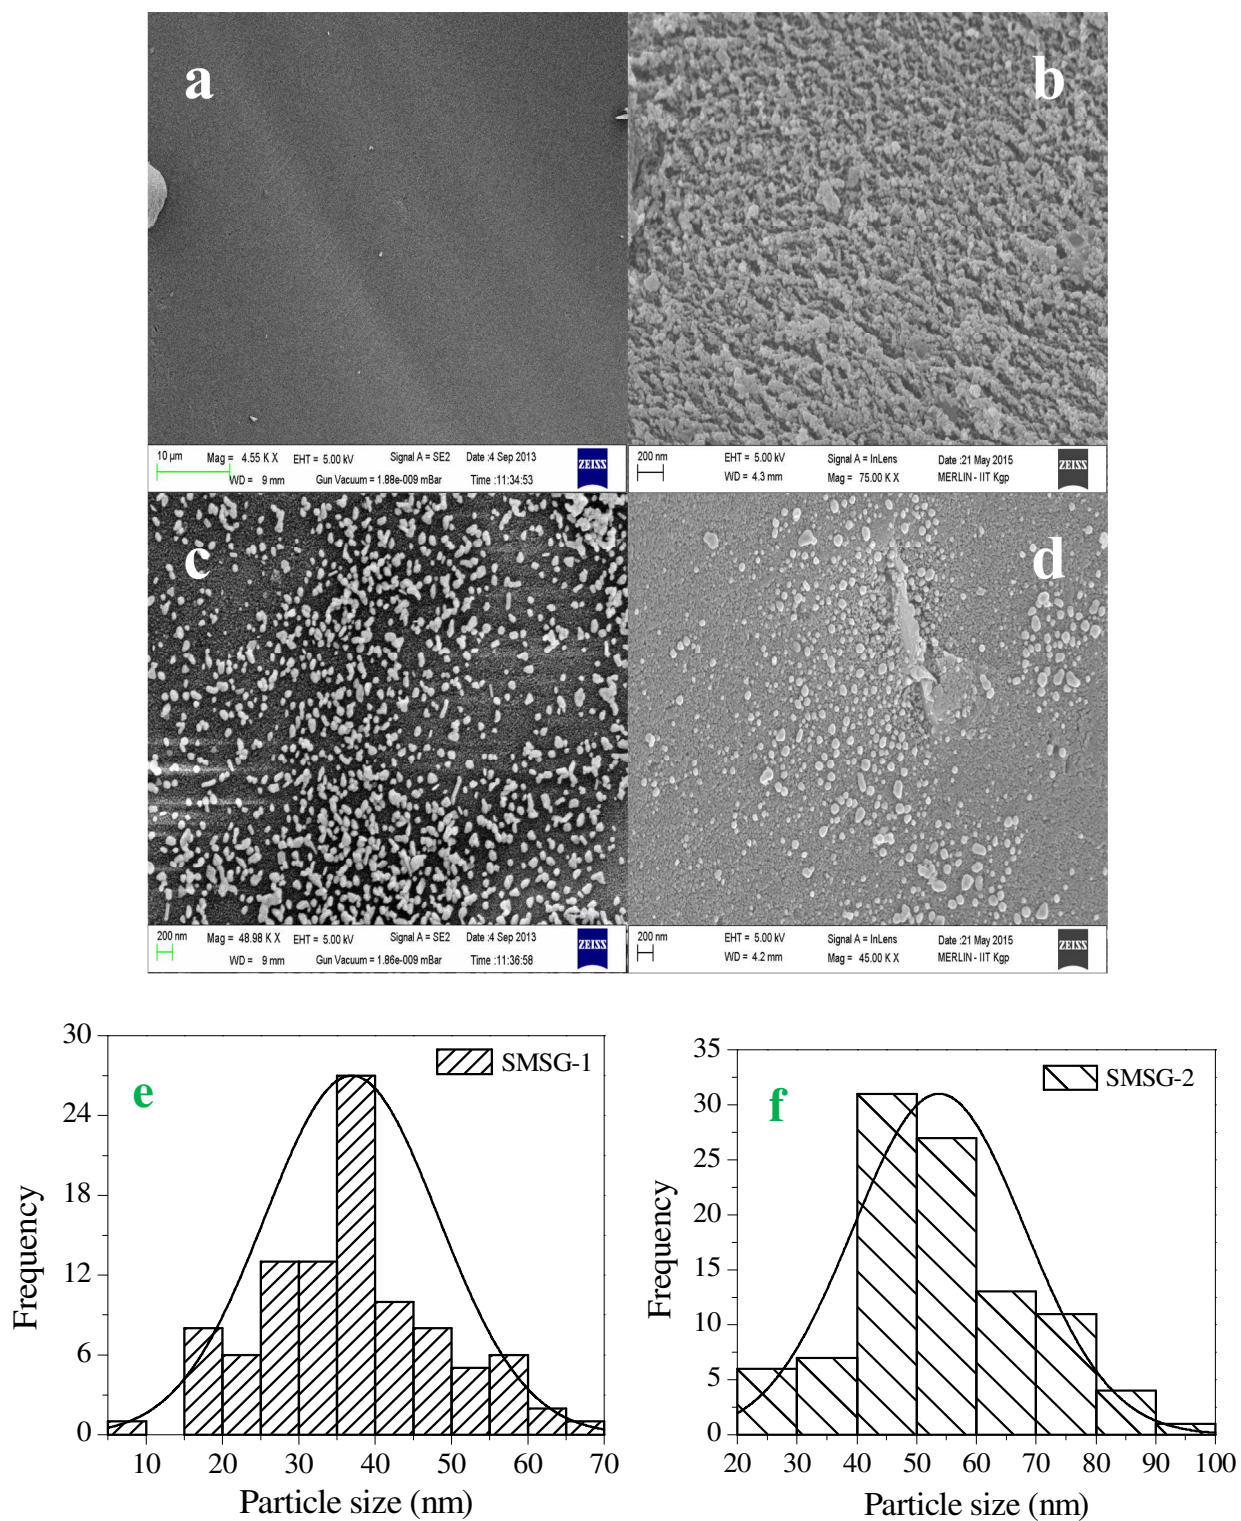 a
b
10 µm Mag = 4.55 K X EHT = 5.00 kV Signal A = SE2 Date :4 Sep 2013 ZEISS
WD = 9 mm Gun Vacuum = 1.88e-009 mBar Time :11:34:53
200 nm EHT = 5.00 kV Signal A = InLens Date :21 May 2015 ZEISS
WD = 4.3 mm Mag = 75.00 K X MERLIN - IIT Kgp
c
d
200 nm Mag = 48.98 K X EHT = 5.00 kV Signal A = SE2 Date :4 Sep 2013 ZEISS
WD = 9 mm Gun Vacuum = 1.86e-009 mBar Time :11:36:58
200 nm EHT = 5.00 kV Signal A = InLens Date :21 May 2015 ZEISS
WD = 4.2 mm Mag = 45.00 K X MERLIN - IIT Kgp
e
SMSG-1
30
24
18
12
6
0
Frequency
10 20 30 40 50 60 70
Particle size (nm)
f
SMSG-2
35
30
25
20
15
10
5
0
Frequency
20 30 40 50 60 70 80 90 100
Particle size (nm)